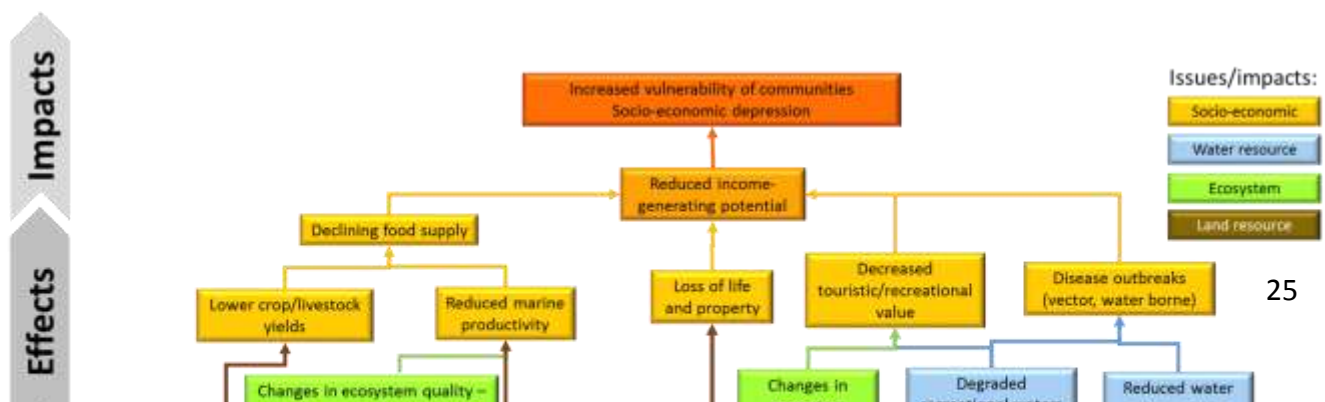 Impacts
Effects
Increased vulnerability of communities
Socio-economic depression
Issues/impacts:
Socio-economic
Water resource
Ecosystem
Land resource
Reduced income-
generating potential
Declining food supply
Lower crop/livestock
yields
Reduced marine
productivity
Loss of life
and property
Decreased
touristic/recreational
value
Disease outbreaks
(vector, water borne)
25
Changes in ecosystem quality –
Changes in
Degraded
Reduced water